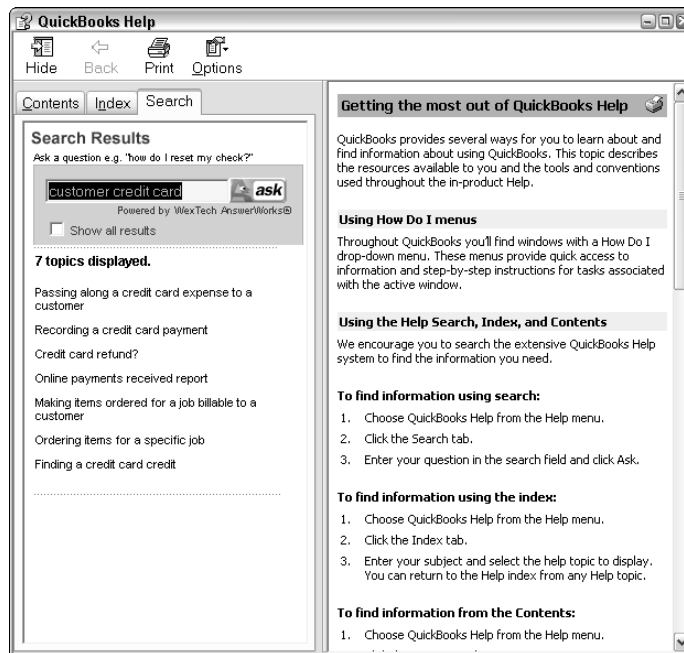 QuickBooks Help
Hide Back Print Options
Contents Index Search
Search Results
Ask a question e.g. "how do I reset my check?"
customer credit card ask
Powered by WexTech AnswerWorks®
Show all results
7 topics displayed.
Passing along a credit card expense to a
customer
Recording a credit card payment
Credit card refund?
Online payments received report
Making items ordered for a job billable to a
customer
Ordering items for a specific job
Finding a credit card credit
Getting the most out of QuickBooks Help
QuickBooks provides several ways for you to learn about and
find information about using QuickBooks. This topic describes
the resources available to you and the tools and conventions
used throughout the in-product Help.
Using How Do I menus
Throughout QuickBooks you'll find windows with a How Do I
drop-down menu. These menus provide quick access to
information and step-by-step instructions for tasks associated
with the active window.
Using the Help Search, Index, and Contents
We encourage you to search the extensive QuickBooks Help
system to find the information you need.
To find information using search:
1. Choose QuickBooks Help from the Help menu.
2. Click the Search tab.
3. Enter your question in the search field and click Ask.
To find information using the index:
1. Choose QuickBooks Help from the Help menu.
2. Click the Index tab.
3. Enter your subject and select the help topic to display.
You can return to the Help index from any Help topic.
To find information from the Contents:
1. Choose QuickBooks Help from the Help menu.